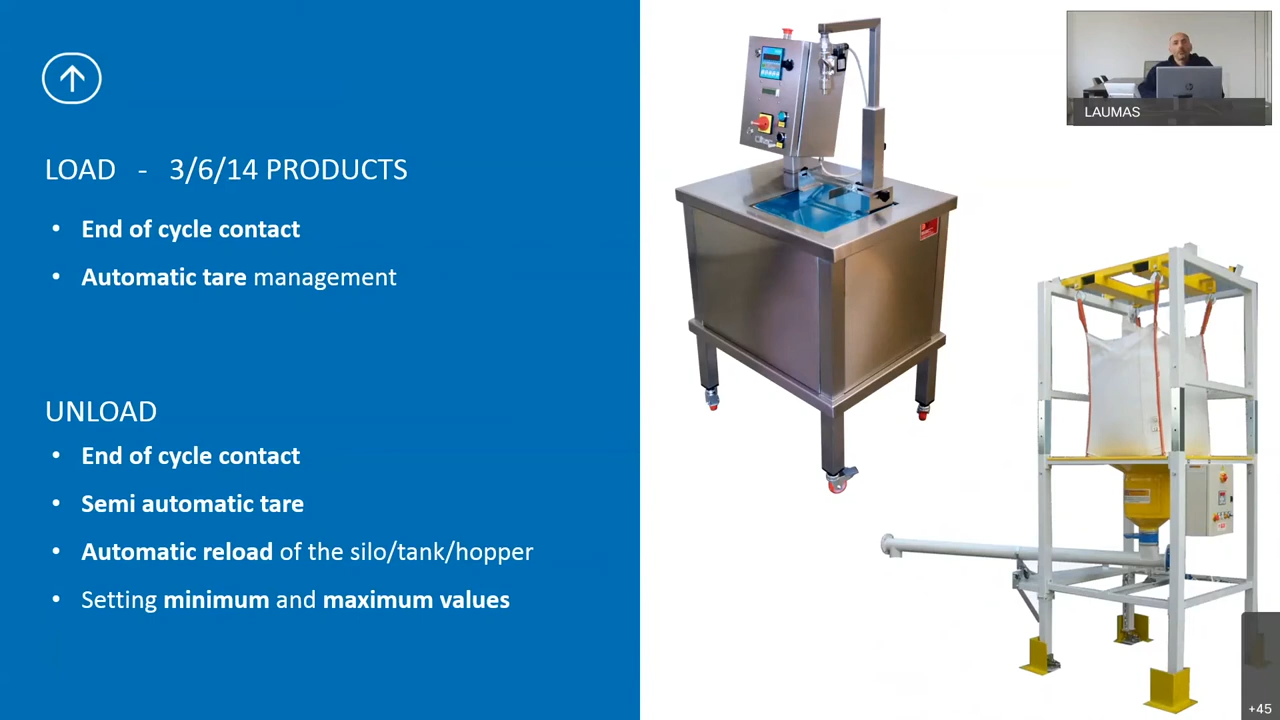 LOAD - 3/6/14 PRODUCTS
• End of cycle contact
• Automatic tare management
UNLOAD
• End of cycle contact
• Semi automatic tare
• Automatic reload of the silo/tank/hopper
• Setting minimum and maximum values
LAUMAS
+45